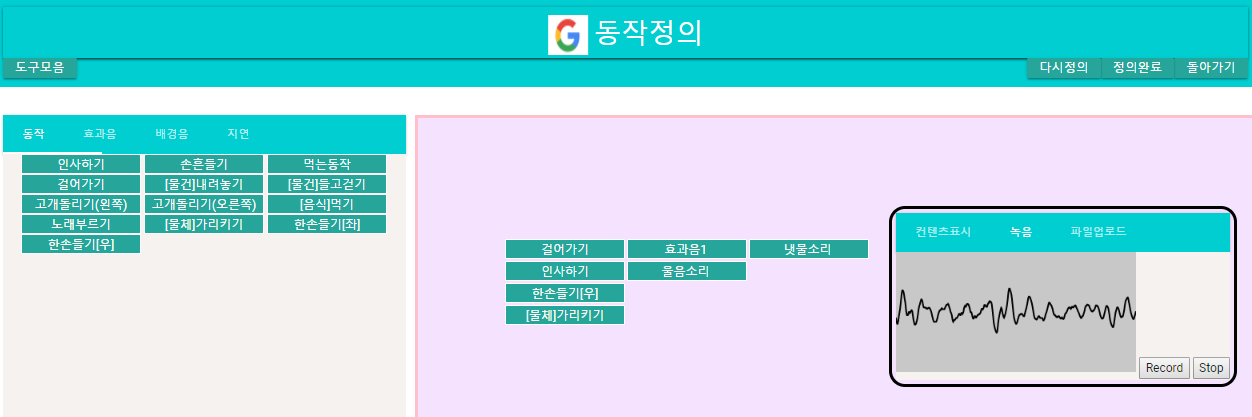 동작정의
도구모음
다시정의 정의완료 돌아가기
동작 효과음 배경음 지연
인사하기 손흔들기 먹는동작
걸어가기 [물건]내려놓기 [물건]들고걷기
고개돌리기(왼쪽) 고개돌리기(오른쪽) [음식]먹기
노래부르기 [물체]가리키기 한손들기[좌]
한손들기[우]
걸어가기 효과음1 냇물소리
인사하기 울음소리
한손들기[우]
[물체]가리키기
컨텐츠표시 녹음 파일업로드
Record Stop